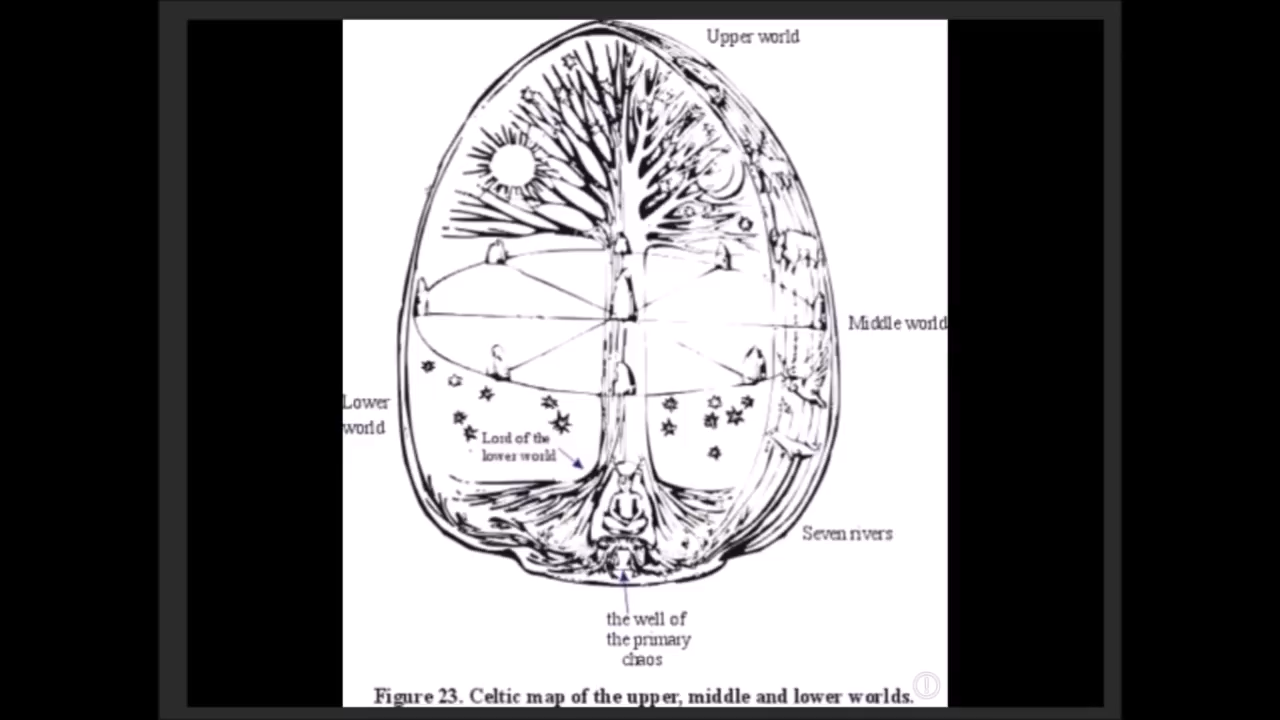 Upper world
Middle world
Lower
world
Lord of the
lower world
Seven rivers
the well of
the primary
chaos
Figure 23. Celtic map of the upper, middle and lower worlds.